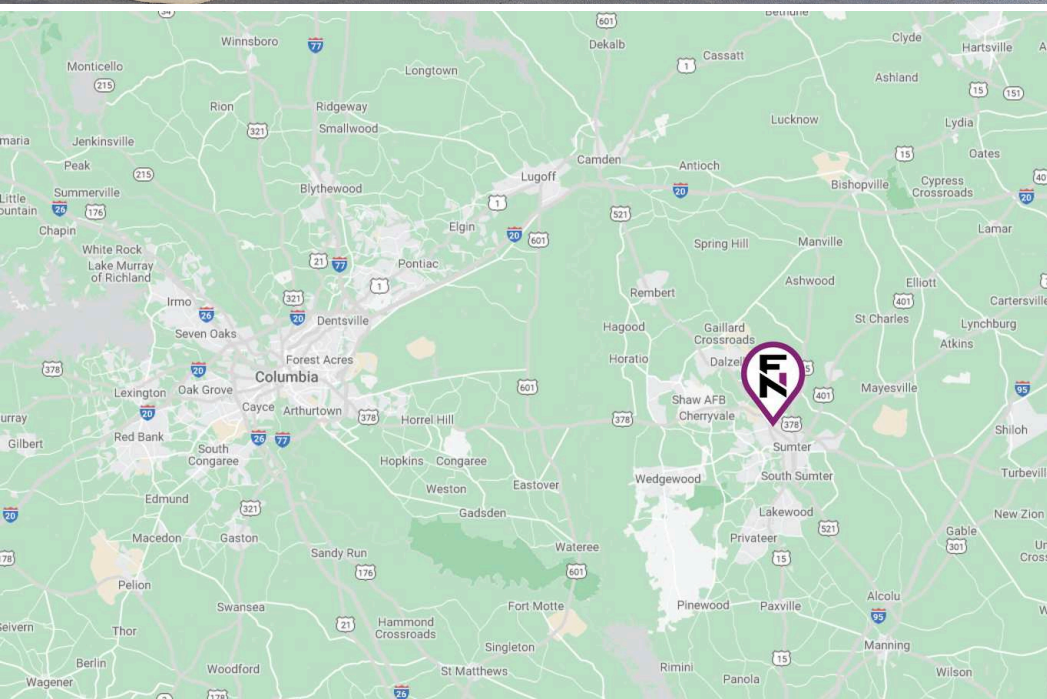 34
601
Bethune
Winnsboro
77
Dekalb
Clyde
Hartsville
Monticello
Longtown
1
Cassatt
215
Ashland
15
151
Rion
Ridgeway
321
Smallwood
Lucknow
Lydia
maria
Jenkinsville
15
Oates
Peak
215
Camden
Antioch
Lugoff
Bishopville
Cypress
Crossroads
Little
ountain
Summerville
26
176
Blythewood
20
20
1
521
Chapin
Elgin
20
601
Lamar
White Rock
Spring Hill
Manville
Lake Murray
of Richland
21
77
Pontiac
1
Ashwood
Elliott
Rembert
Irmo
321
401
Cartersville
26
20
Dentsville
St Charles
Lynchburg
Seven Oaks
Hagood
Gaillard
Crossroads
Atkins
378
20
Forest Acres
Horatio
Dalzell
FN
Columbia
Lexington
Oak Grove
601
Shaw AFB
401
Mayesville
95
20
Cayce
Arthurtown
378
Horrel Hill
378
Cherryvale
378
urray
Red Bank
26
77
Shiloh
Gilbert
South
Congaree
Sumter
Hopkins
Congaree
Wedgewood
South Sumter
Turbeville
Edmund
Weston
Eastover
20
321
Gadsden
Lakewood
New Zion
Macedon
Gaston
521
Gable
178
Sandy Run
Wateree
Privateer
301
176
601
15
Pelion
Swansea
Fort Motte
Pinewood
Paxville
Alcolu
21
Hammond
Crossroads
95
Seivern
Thor
Singleton
Manning
Berlin
Woodford
St Matthews
Rimini
15
Wilson
Wagener
178
26
Panola